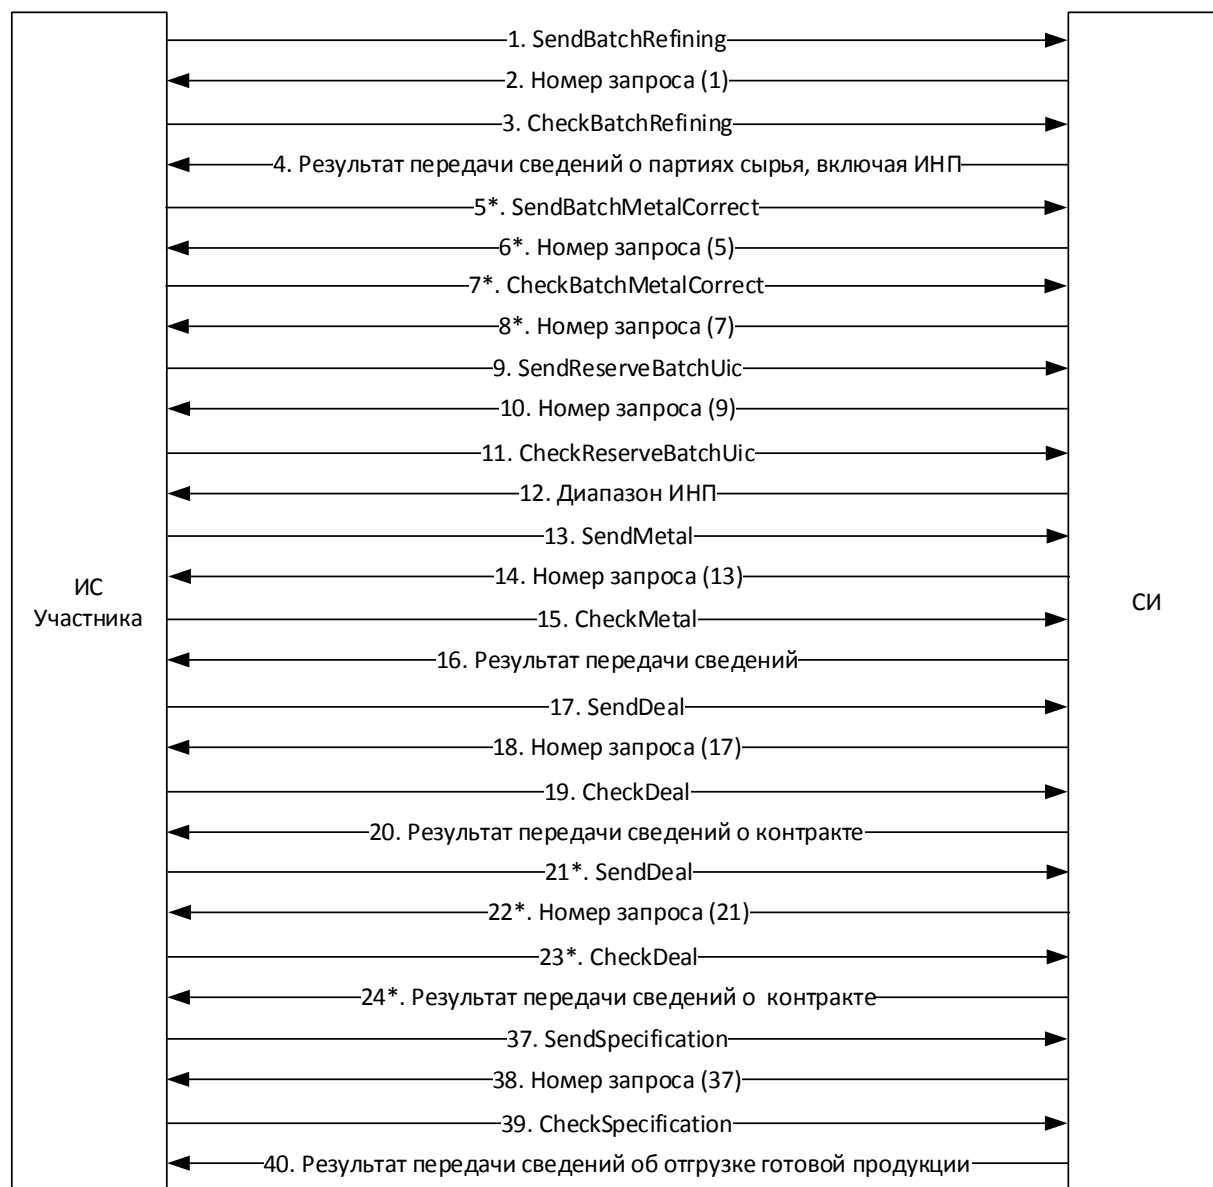 1. SendBatchRefining
2. Номер запроса (1)
3. CheckBatchRefining
4. Результат передачи сведений о партиях сырья, включая ИНП
5*. SendBatchMetalCorrect
6*. Номер запроса (5)
7*. CheckBatchMetalCorrect
8*. Номер запроса (7)
9. SendReserveBatchUic
10. Номер запроса (9)
11. CheckReserveBatchUic
12. Диапазон ИНП
13. SendMetal
14. Номер запроса (13)
ИС
Участника
15. CheckMetal
СИ
16. Результат передачи сведений
17. SendDeal
18. Номер запроса (17)
19. CheckDeal
20. Результат передачи сведений о контракте
21*. SendDeal
22*. Номер запроса (21)
23*. CheckDeal
24*. Результат передачи сведений о контракте
37. SendSpecification
38. Номер запроса (37)
39. CheckSpecification
40. Результат передачи сведений об отгрузке готовой продукции